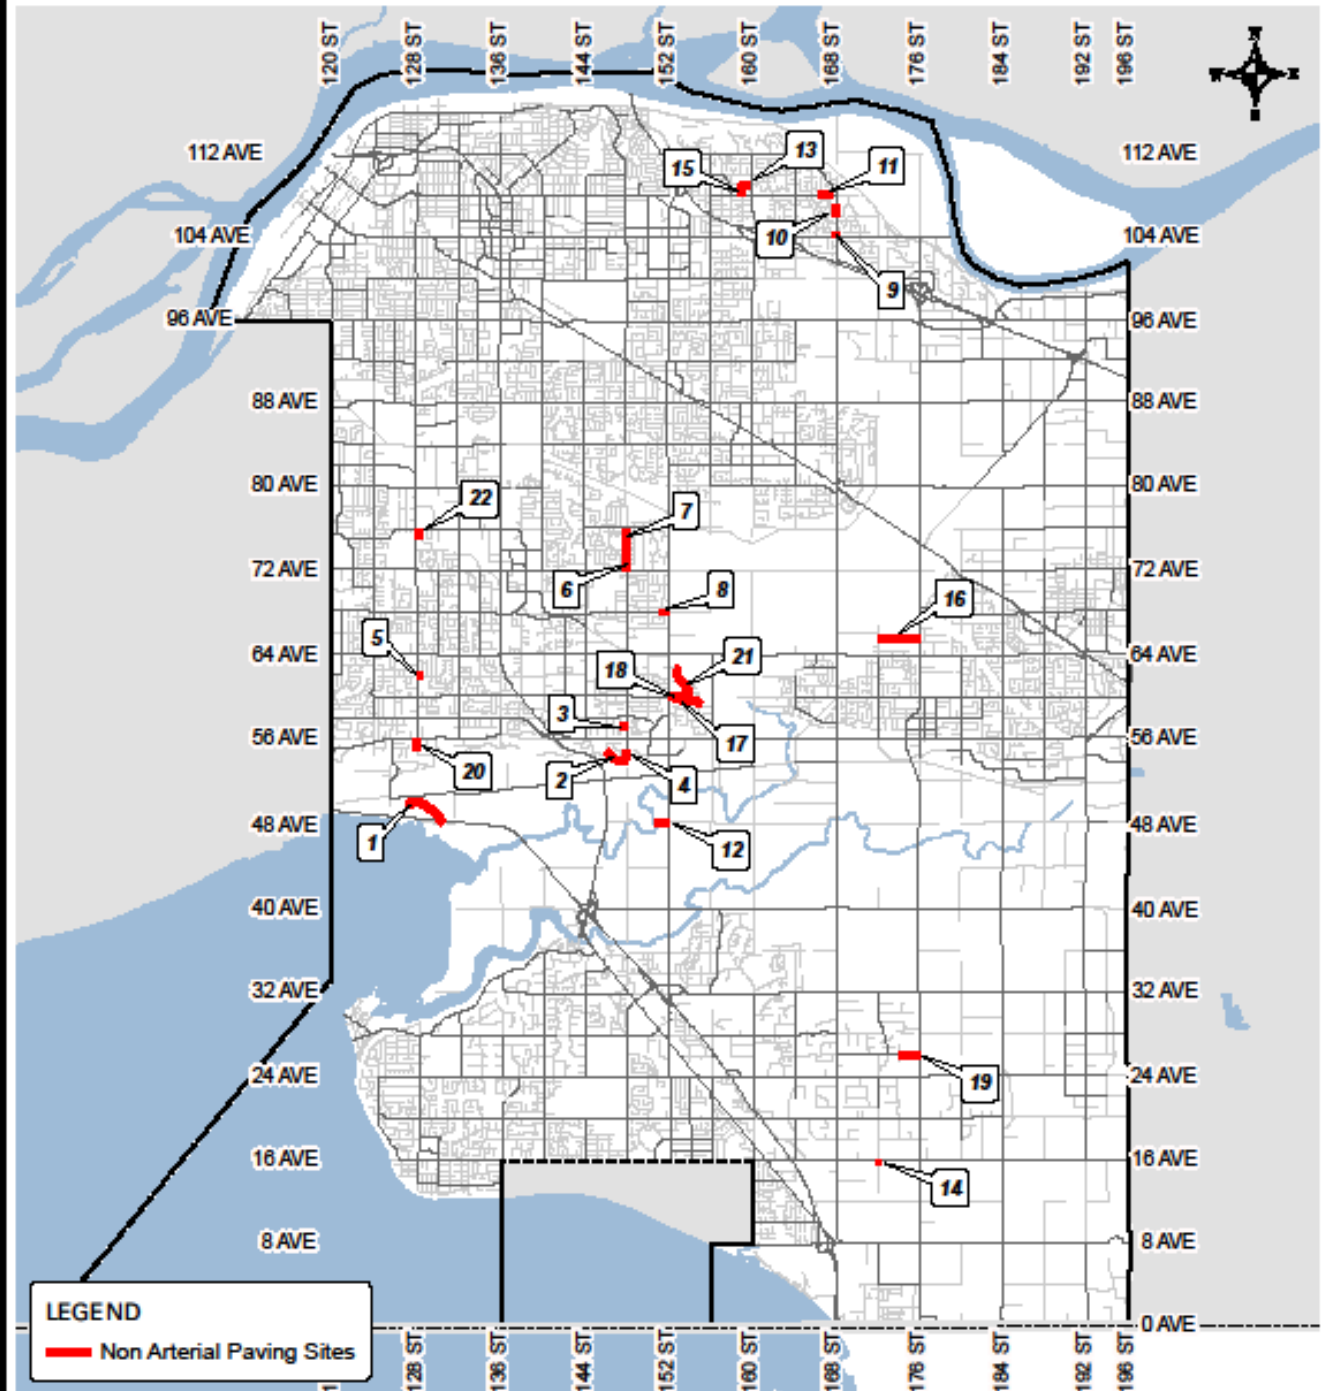 120 ST
128 ST
136 ST
144 ST
152 ST
160 ST
168 ST
176 ST
184 ST
192 ST
196 ST
N
W E
S
112 AVE
112 AVE
15
13
11
10
9
104 AVE
104 AVE
96 AVE
96 AVE
88 AVE
88 AVE
80 AVE
80 AVE
22
7
72 AVE
72 AVE
6
8
16
5
64 AVE
64 AVE
18
21
3
17
56 AVE
56 AVE
20
2
4
1
48 AVE
48 AVE
12
40 AVE
40 AVE
32 AVE
32 AVE
24 AVE
24 AVE
19
16 AVE
16 AVE
14
8 AVE
8 AVE
LEGEND
Non Arterial Paving Sites
0 AVE
128 ST
136 ST
144 ST
152 ST
160 ST
168 ST
176 ST
184 ST
192 ST
196 ST